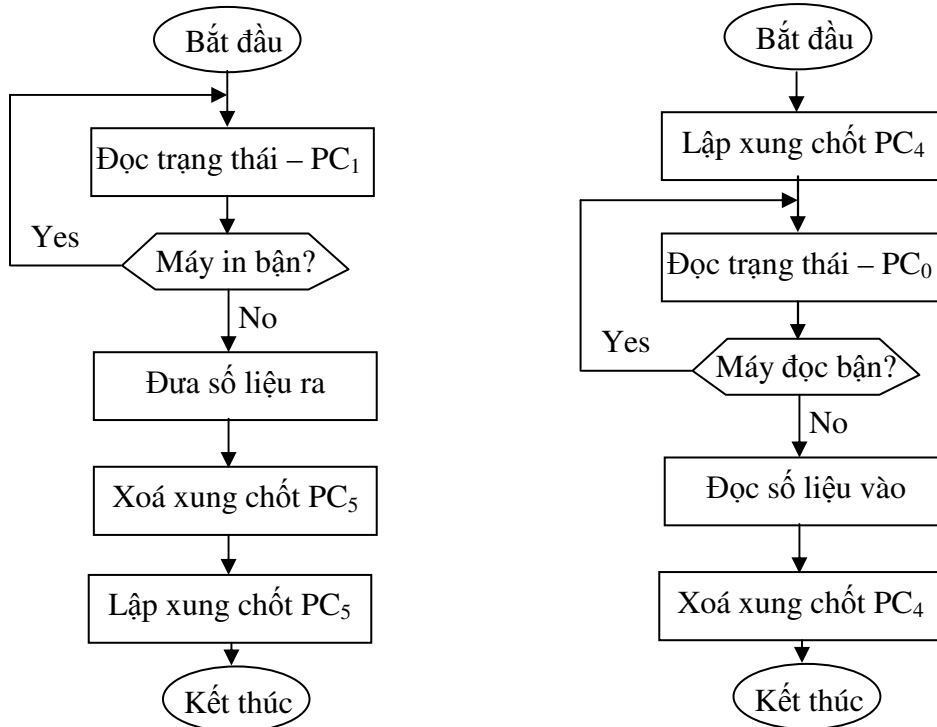 Bắt đầu
Đọc trạng thái – PC₁
Yes
Máy in bận?
No
Đưa số liệu ra
Xoá xung chốt PC₅
Lập xung chốt PC₅
Kết thúc
Bắt đầu
Lập xung chốt PC₄
Đọc trạng thái – PC₀
Yes
Máy đọc bận?
No
Đọc số liệu vào
Xoá xung chốt PC₄
Kết thúc